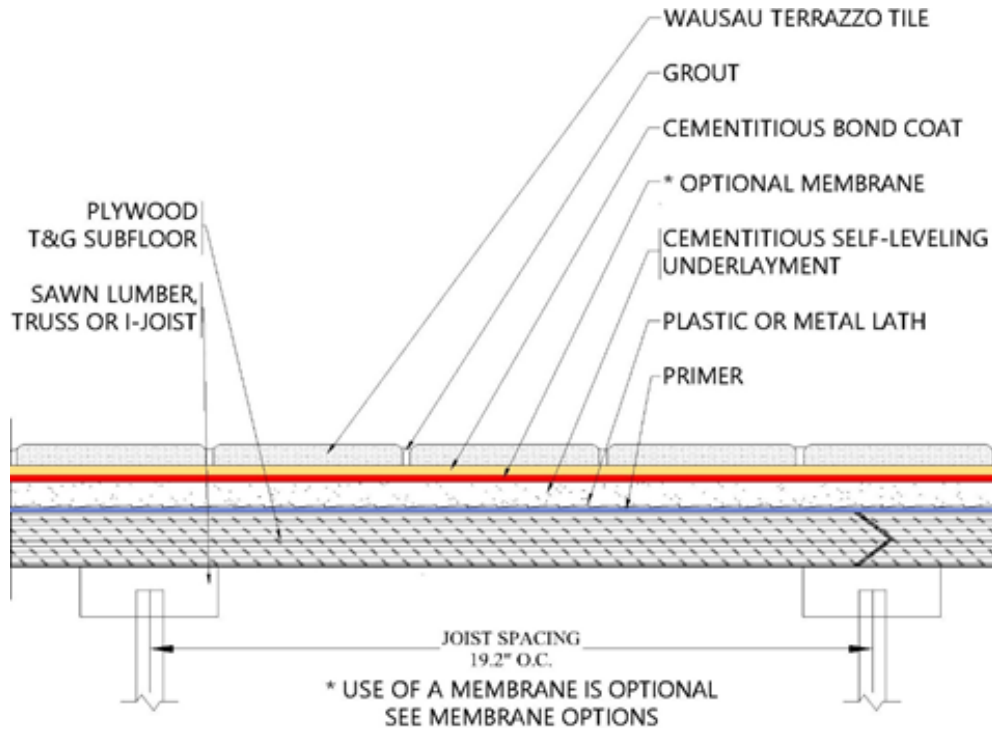 WAUSAU TERRAZZO TILE
GROUT
CEMENTITIOUS BOND COAT
* OPTIONAL MEMBRANE
CEMENTITIOUS SELF-LEVELING
UNDERLAYMENT
PLASTIC OR METAL LATH
PRIMER
PLYWOOD
T&G SUBFLOOR
SAWN LUMBER,
TRUSS OR I-JOIST
JOIST SPACING
19.2" O.C.
* USE OF A MEMBRANE IS OPTIONAL
SEE MEMBRANE OPTIONS